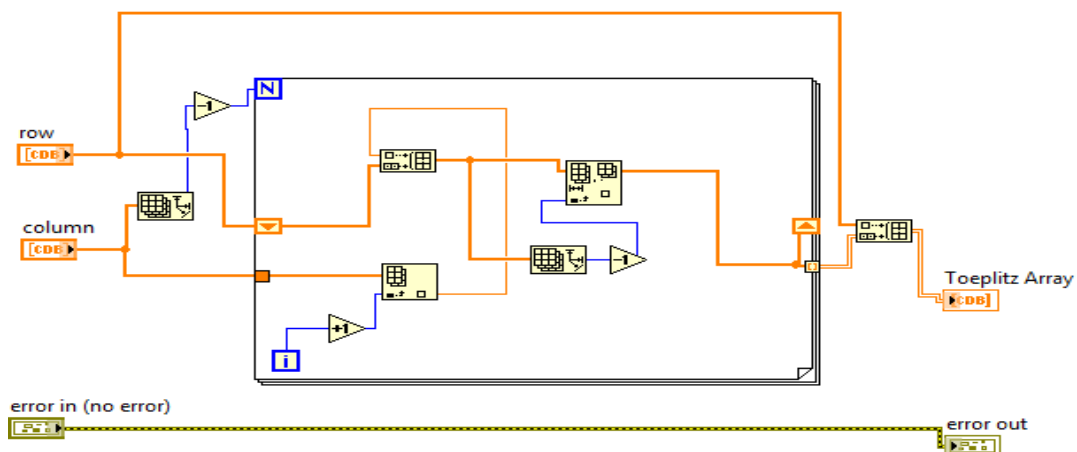 N
-1
row
[CDB]
column
[CDB]
-1
+1
i
Toeplitz Array
[CDB]
error in (no error)
error out